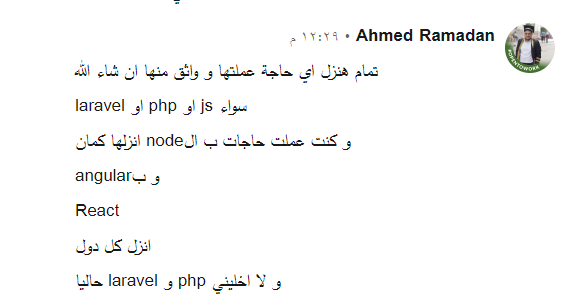 Ahmed Ramadan • ١٢:٢٩ م
تمام هنزل اي حاجة عملتها و واثق منها ان شاء الله
سواء js او php او laravel
و كنت عملت حاجات ب الnode انزلها كمان
و بangular
React
انزل كل دول
و لا اخليني php و laravel حاليا